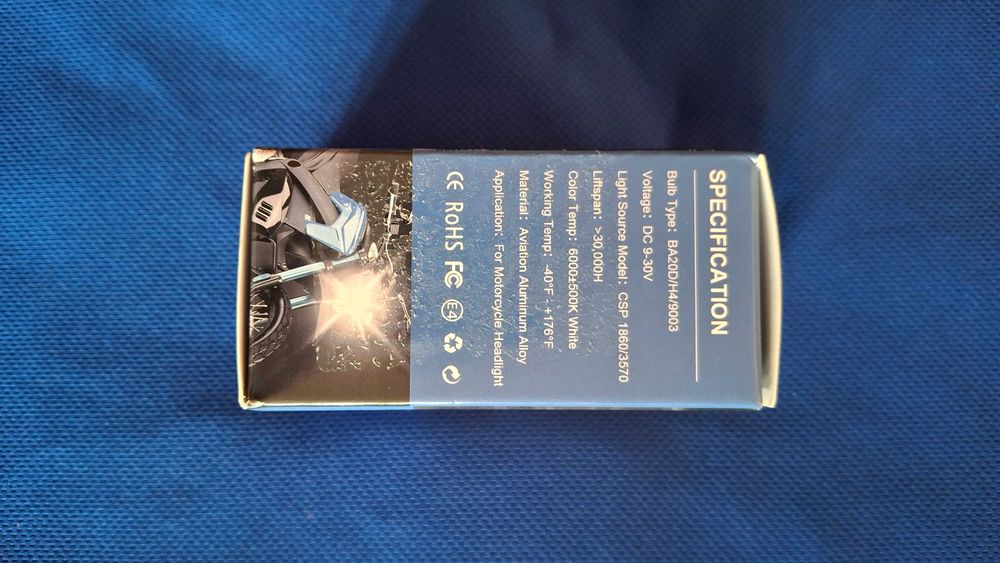 SPECIFICATION
Bulb Type: BA20D/H4/9003
Voltage: DC 9-30V
Light Source Model: CSP 1860/3570
Liftspan: >30,000H
Color Temp: 6000±500K White
Working Temp: -40°F - +176°F
Material: Aviation Aluminum Alloy
Application: For Motorcycle Headlight
CE RoHS FC E4